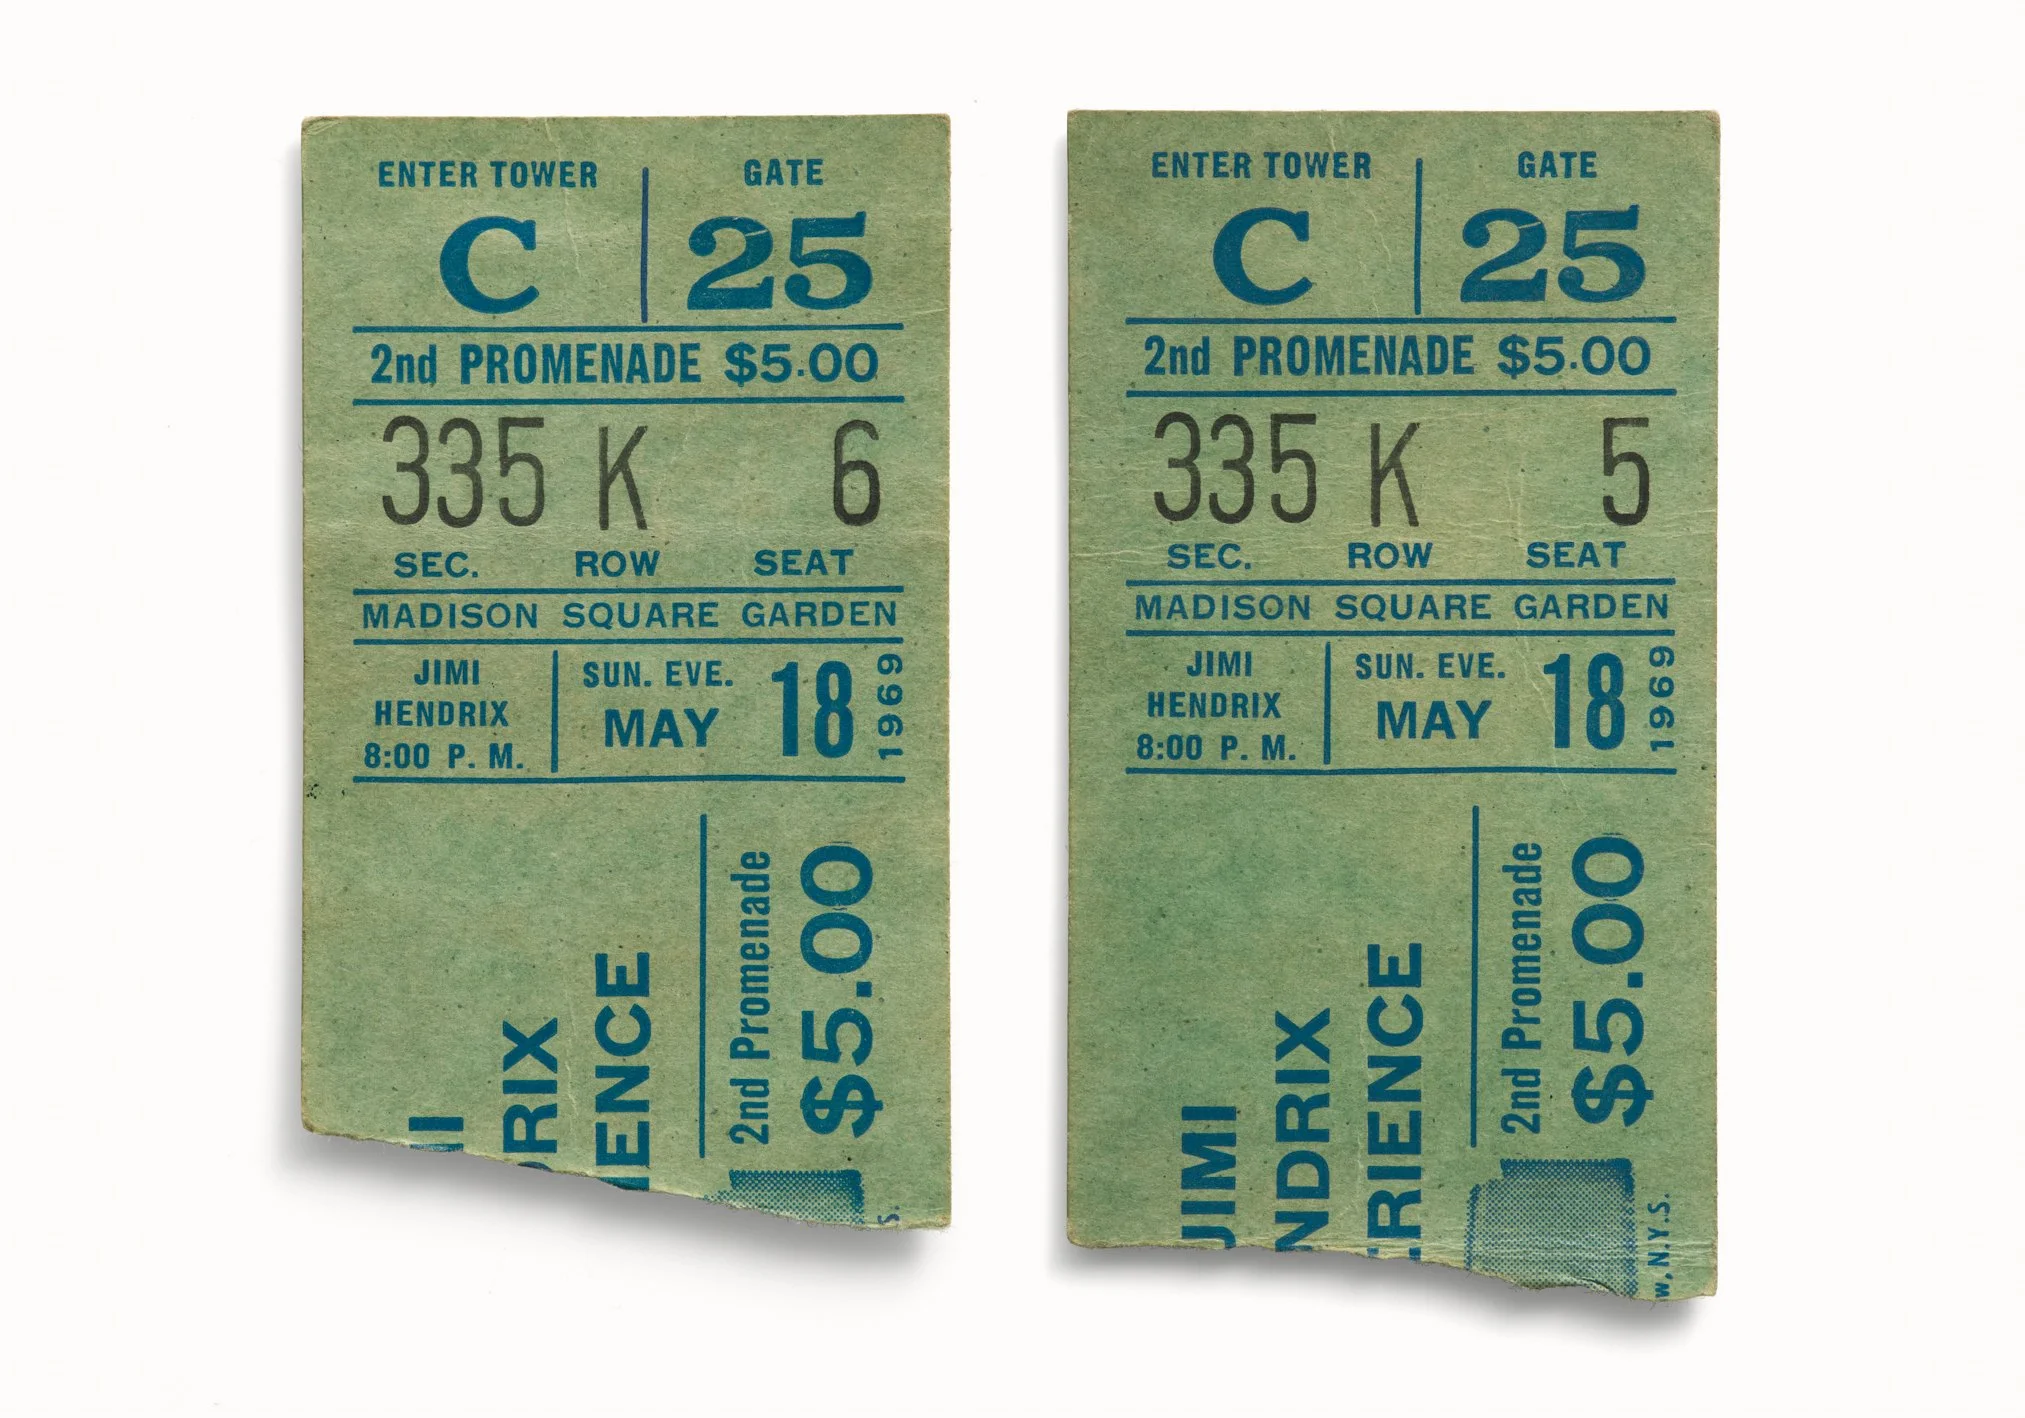 ENTER TOWER GATE
C 25
2nd PROMENADE $5.00
335 K 6
SEC. ROW SEAT
MADISON SQUARE GARDEN
JIMI
HENDRIX
8:00 P. M.
SUN. EVE.
MAY 18 1969
RIX
IENCE
2nd Promenade
$5.00
S.
ENTER TOWER GATE
C 25
2nd PROMENADE $5.00
335 K 5
SEC. ROW SEAT
MADISON SQUARE GARDEN
JIMI
HENDRIX
8:00 P. M.
SUN. EVE.
MAY 18 1969
JIMI
NDRIX
RIENCE
2nd Promenade
$5.00
w, N.Y.S.